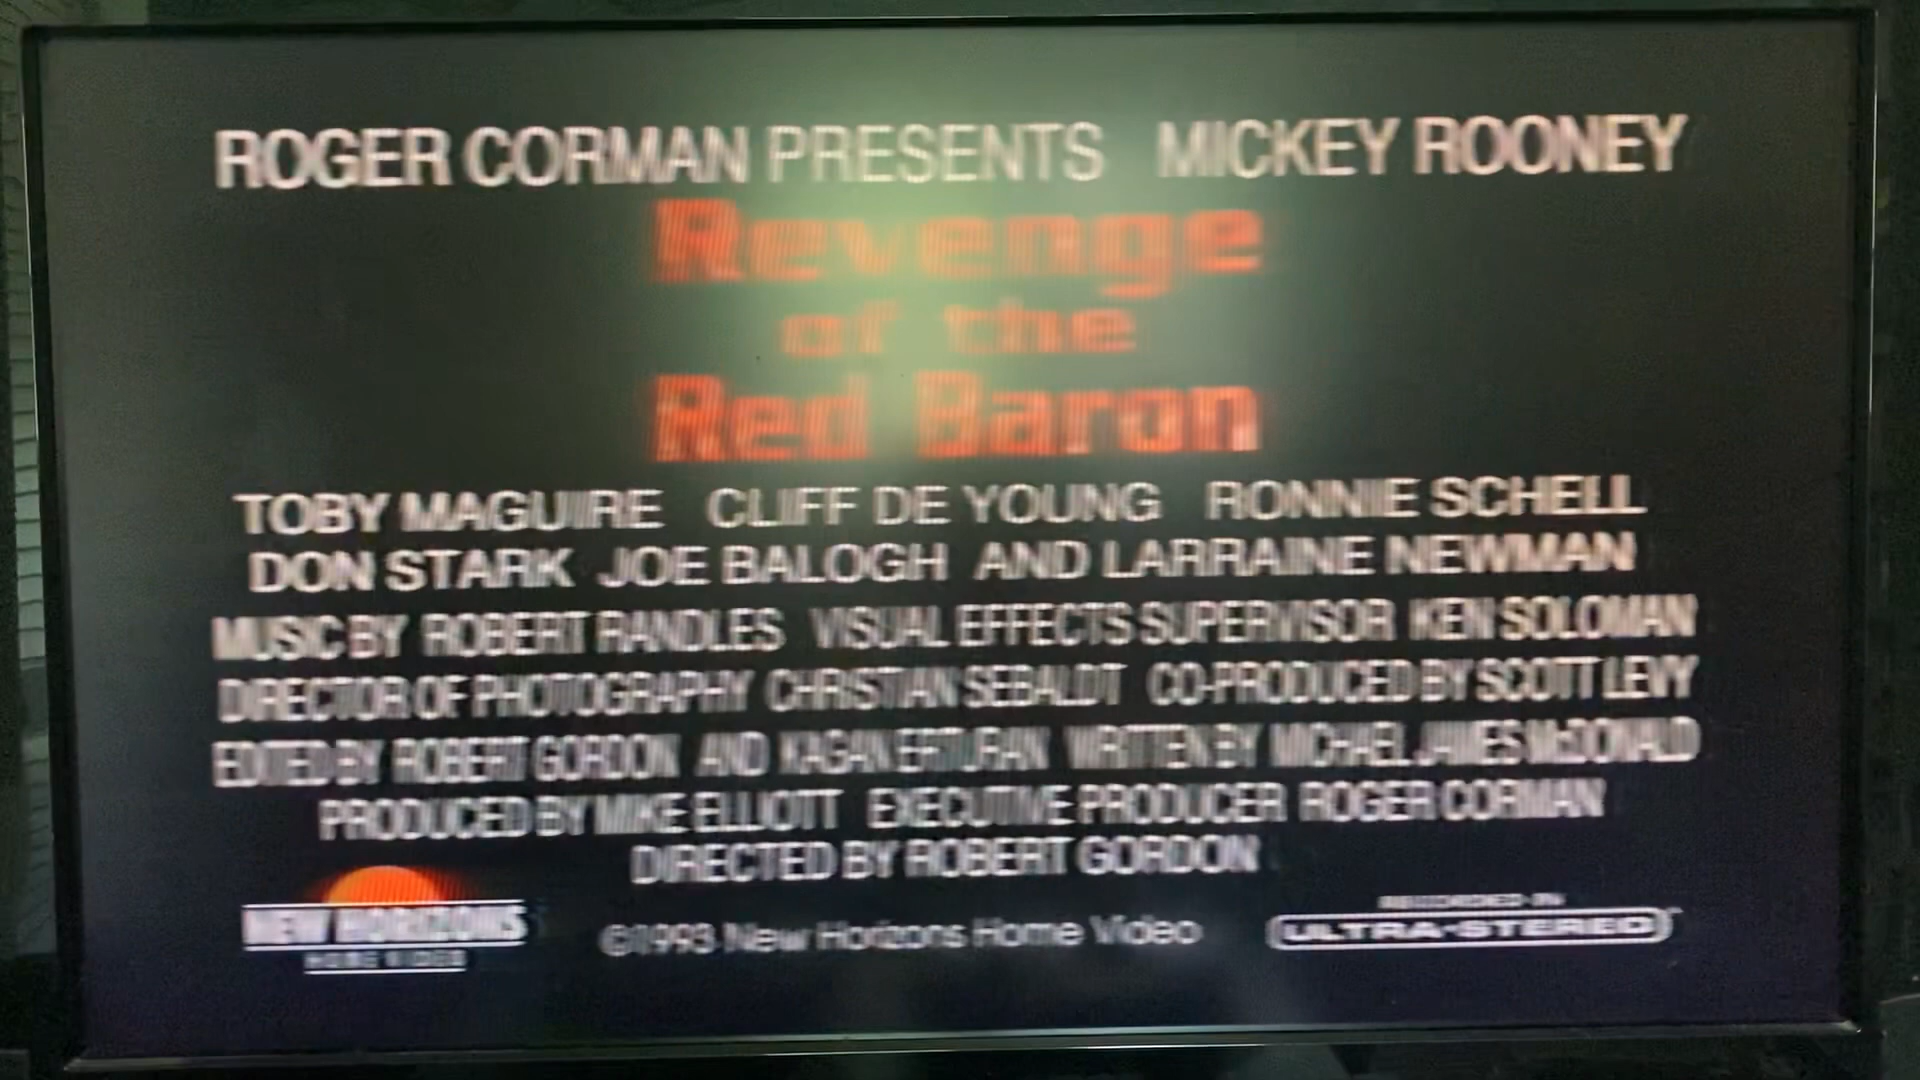 ROGER CORMAN PRESENTS MICKEY ROONEY
Revenge
of the
Red Baron
TOBY MAGUIRE CLIFF DE YOUNG RONNIE SCHELL
DON STARK JOE BALOGH AND LARRAINE NEWMAN
MUSIC BY ROBERT RANDLES VISUAL EFFECTS SUPERVISOR KEN SOLOMAN
DIRECTOR OF PHOTOGRAPHY CHRISTIAN SEBALDT CO-PRODUCED BY SCOTT LEVY
EDITED BY ROBERT GORDON AND KAGAN ERTURAN WRITTEN BY MICHAEL JAMES McDONALD
PRODUCED BY MIKE ELLIOTT EXECUTIVE PRODUCER ROGER CORMAN
DIRECTED BY ROBERT GORDON
NEW HORIZONS
HOME VIDEO
©1993 New Horizons Home Video
RECORDED IN
ULTRA-STEREO